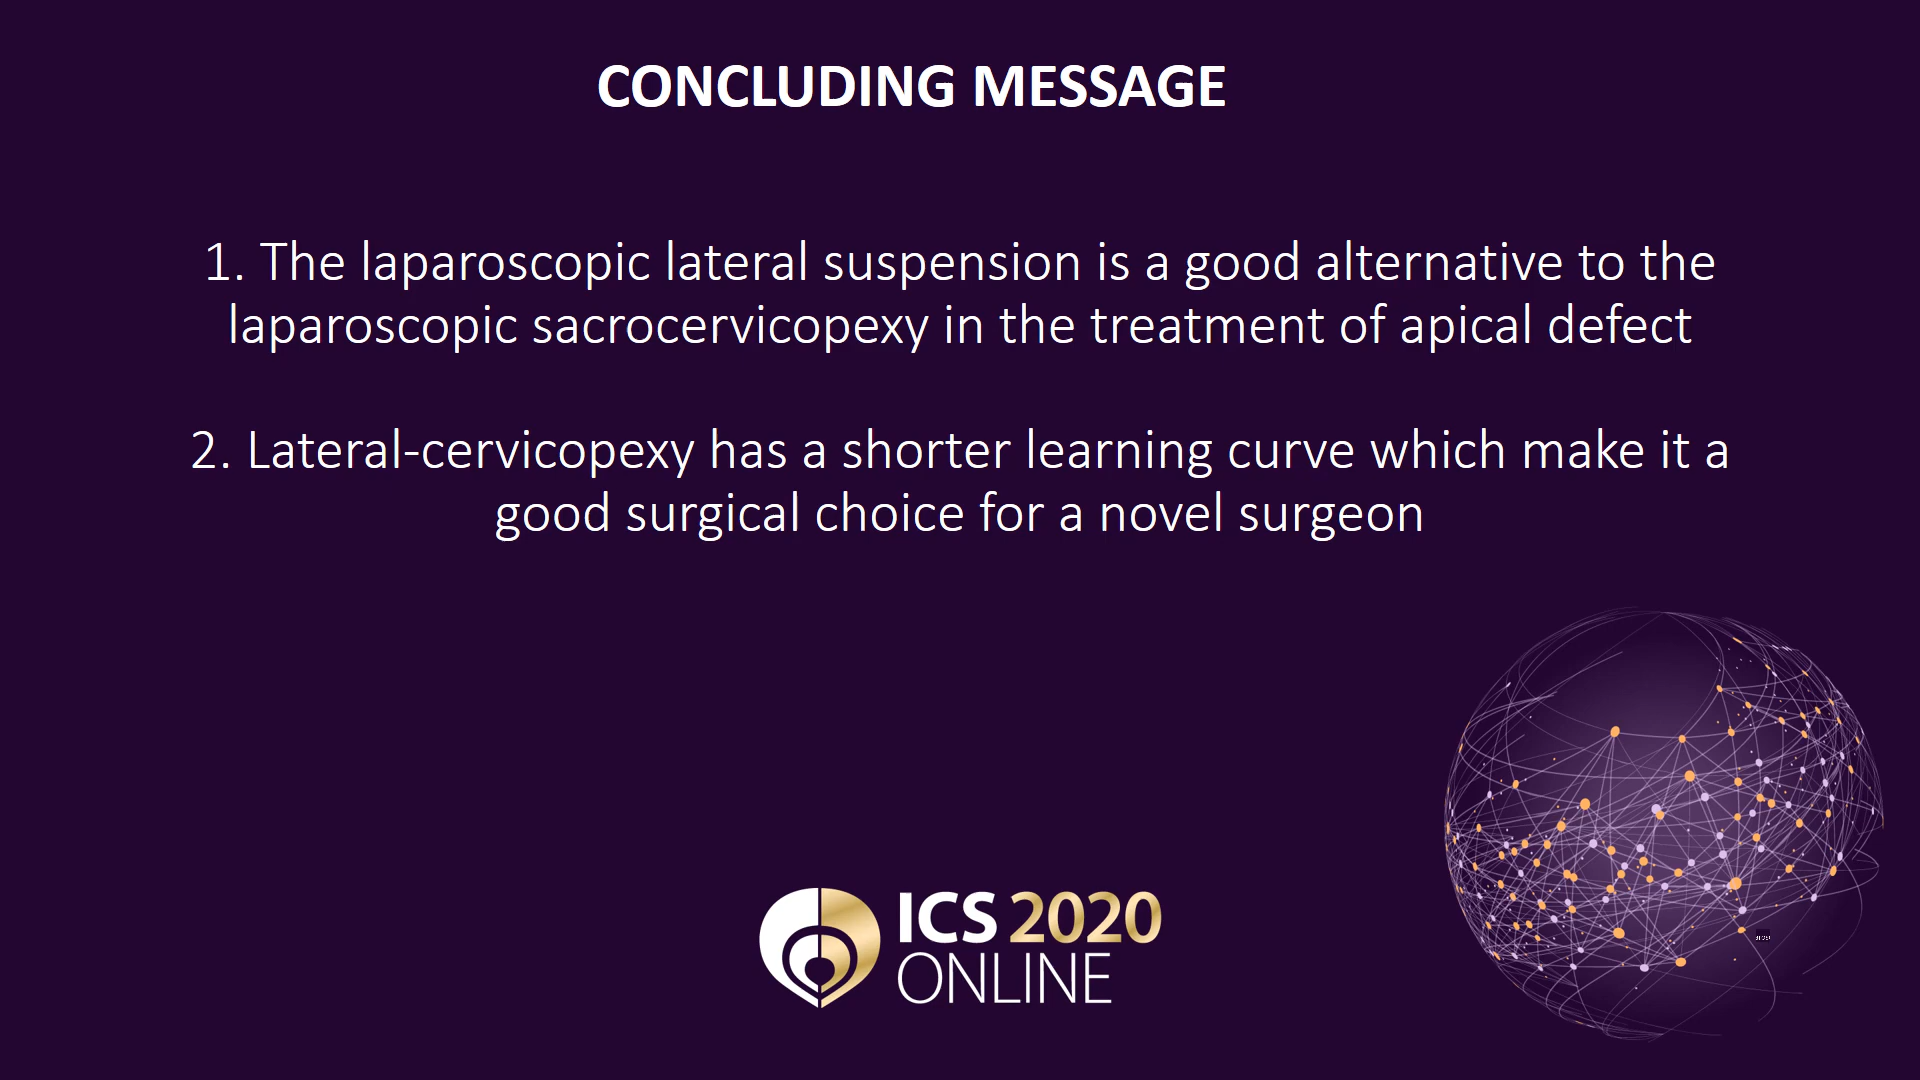 CONCLUDING MESSAGE
1. The laparoscopic lateral suspension is a good alternative to the
laparoscopic sacrocervicopexy in the treatment of apical defect
2. Lateral-cervicopexy has a shorter learning curve which make it a
good surgical choice for a novel surgeon
ICS 2020
ONLINE